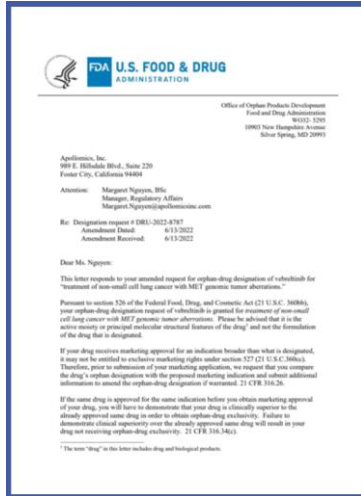 FDA U.S. FOOD & DRUG
ADMINISTRATION
Office of Orphan Products Development
Food and Drug Administration
WO32- 5295
10903 New Hampshire Avenue
Silver Spring, MD 20993
Apollomics, Inc.
989 E. Hillsdale Blvd., Suite 220
Foster City, California 94404
Attention: Margaret Nguyen, BSc
Manager, Regulatory Affairs
Margaret.Nguyen@apollomicsinc.com
Re: Designation request # DRU-2022-8787
Amendment Dated: 6/13/2022
Amendment Received: 6/13/2022
Dear Ms. Nguyen:
This letter responds to your amended request for orphan-drug designation of vebreltinib for
“treatment of non-small cell lung cancer with MET genomic tumor aberrations.”
Pursuant to section 526 of the Federal Food, Drug, and Cosmetic Act (21 U.S.C. 360bb),
your orphan-drug designation request of vebreltinib is granted for treatment of non-small
cell lung cancer with MET genomic tumor aberrations. Please be advised that it is the
active moiety or principal molecular structural features of the drug¹ and not the formulation
of the drug that is designated.
If your drug receives marketing approval for an indication broader than what is designated,
it may not be entitled to exclusive marketing rights under section 527 (21 U.S.C.360cc).
Therefore, prior to submission of your marketing application, we request that you compare
the drug’s orphan designation with the proposed marketing indication and submit additional
information to amend the orphan-drug designation if warranted. 21 CFR 316.26.
If the same drug is approved for the same indication before you obtain marketing approval
of your drug, you will have to demonstrate that your drug is clinically superior to the
already approved same drug in order to obtain orphan-drug exclusivity. Failure to
demonstrate clinical superiority over the already approved same drug will result in your
drug not receiving orphan-drug exclusivity. 21 CFR 316.34(c).
¹ The term “drug” in this letter includes drug and biological products.